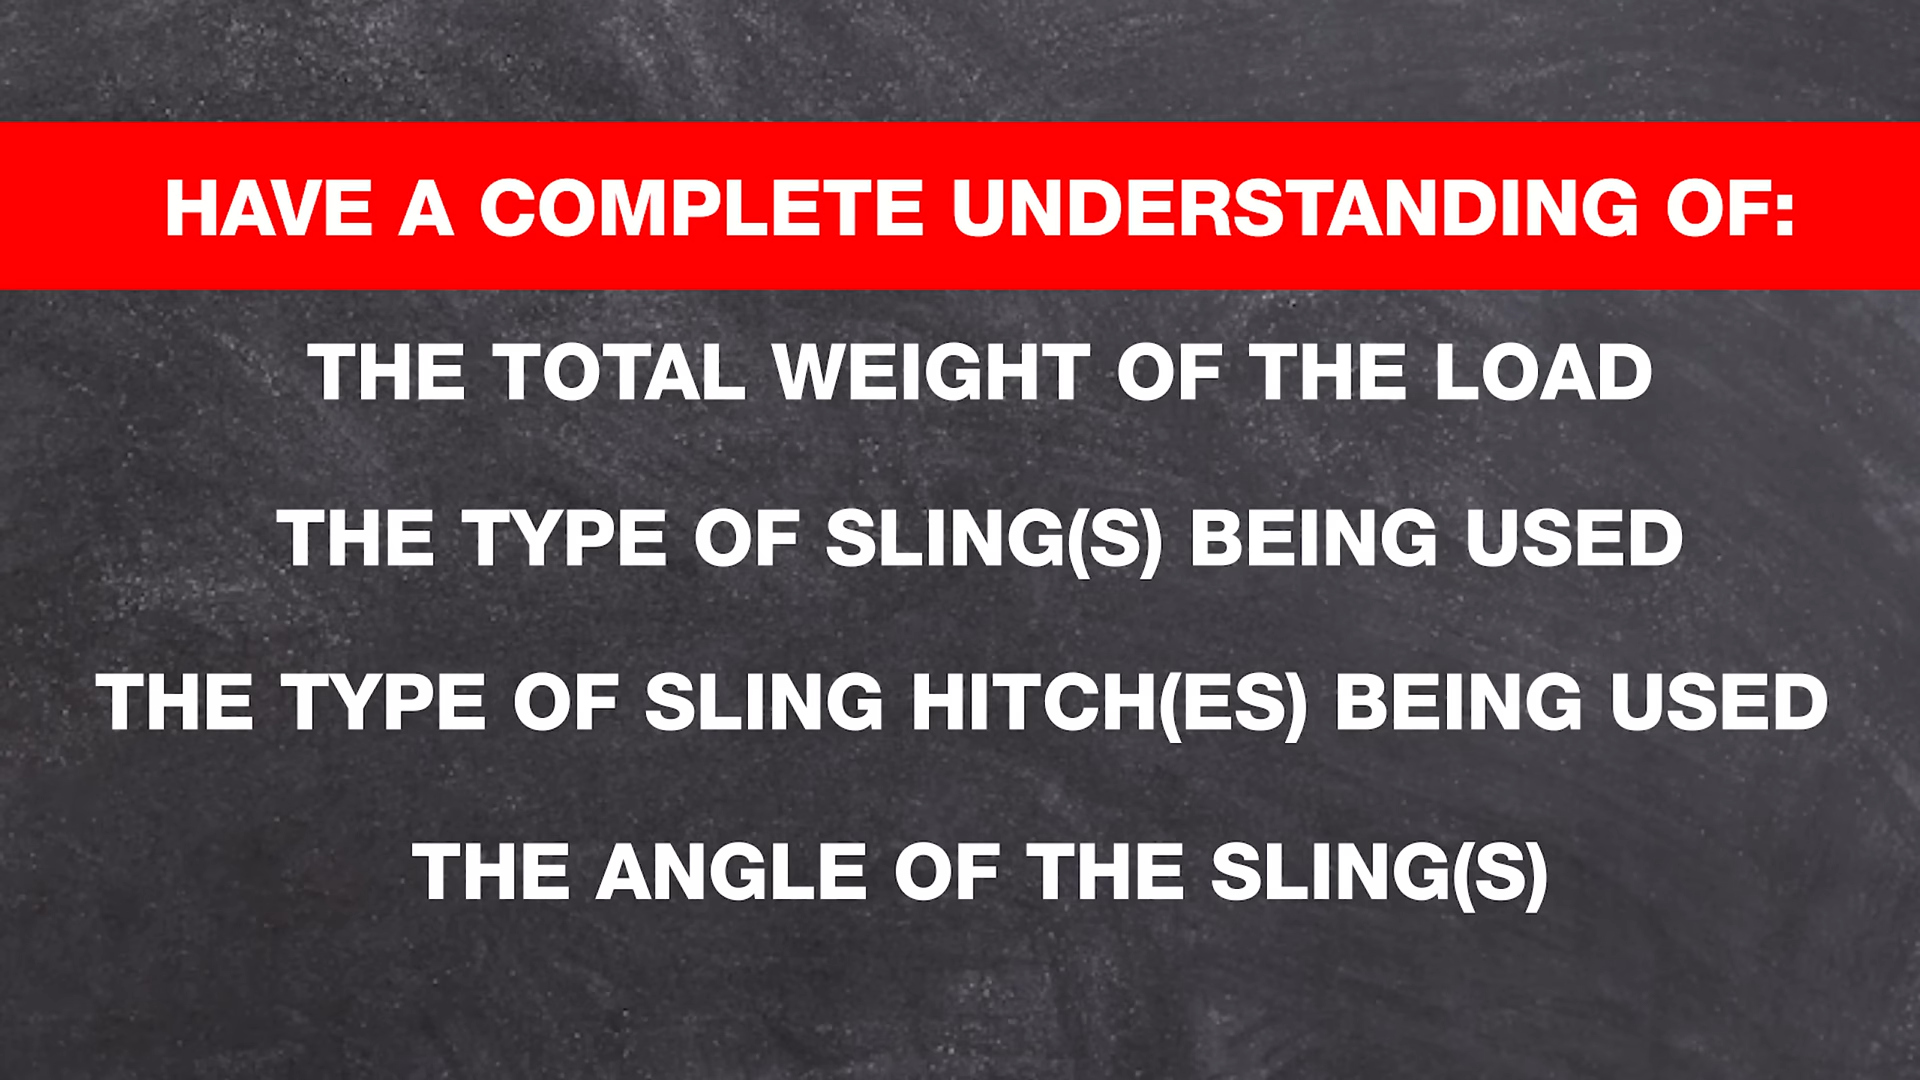 HAVE A COMPLETE UNDERSTANDING OF:
THE TOTAL WEIGHT OF THE LOAD
THE TYPE OF SLING(S) BEING USED
THE TYPE OF SLING HITCH(ES) BEING USED
THE ANGLE OF THE SLING(S)